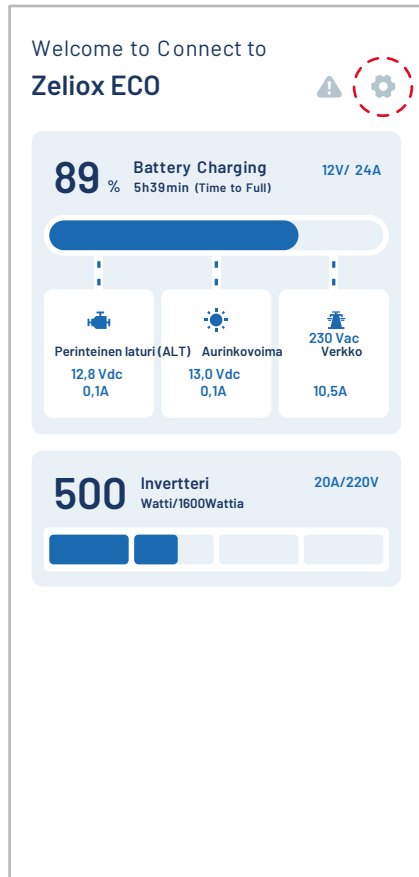 Welcome to Connect to
Zeliox ECO
89 %
Battery Charging
5h39min (Time to Full)
12V/ 24A
Perinteinen laturi (ALT)
12,8 Vdc
0,1A
Aurinkovoima
13,0 Vdc
0,1A
230 Vac
Verkko
10,5A
500
Invertteri
Watti/1600Wattia
20A/220V